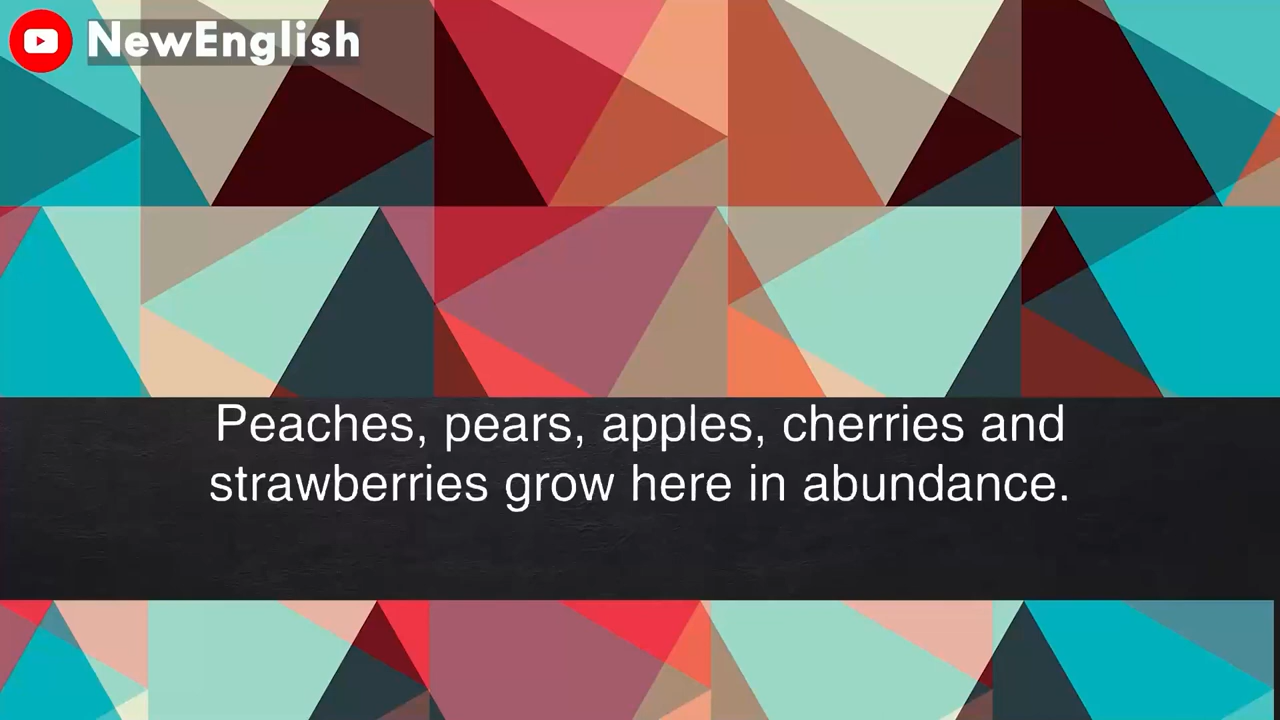 NewEnglish
Peaches, pears, apples, cherries and
strawberries grow here in abundance.